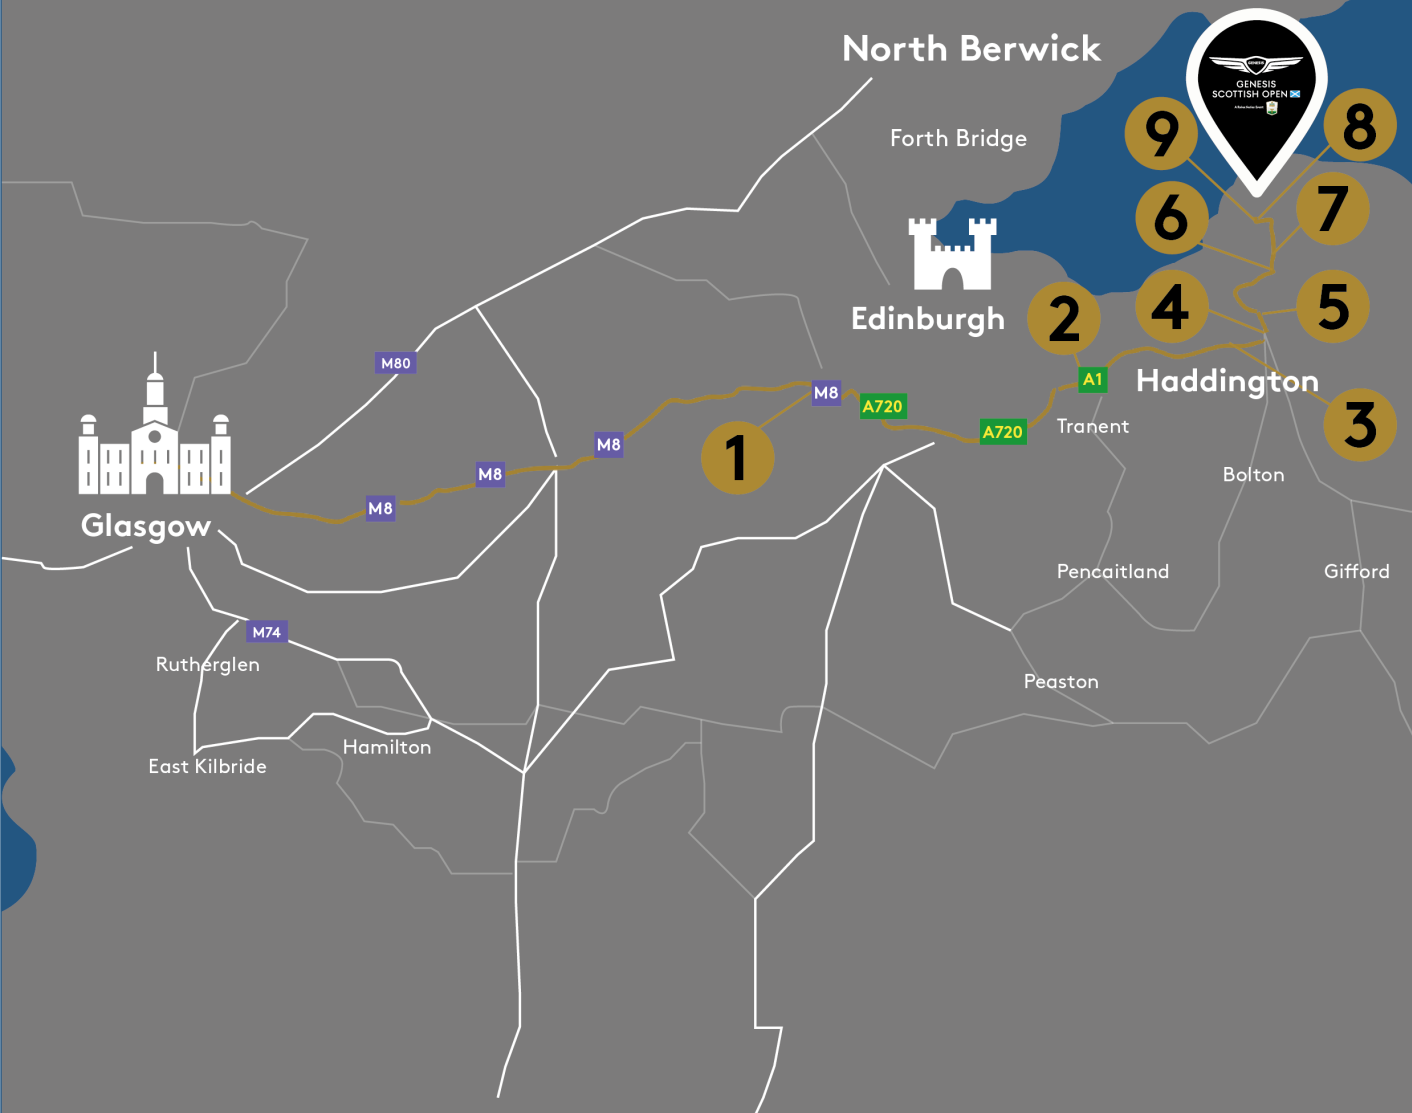 North Berwick
GENESIS
GENESIS
SCOTTISH OPEN
9
8
Forth Bridge
6
7
Edinburgh
2
4
5
M80
M8
A1
Haddington
A720
Tranent
3
A720
M8
1
M8
Bolton
M8
Glasgow
Pencaitland
Gifford
M74
Rutherglen
Peaston
Hamilton
East Kilbride